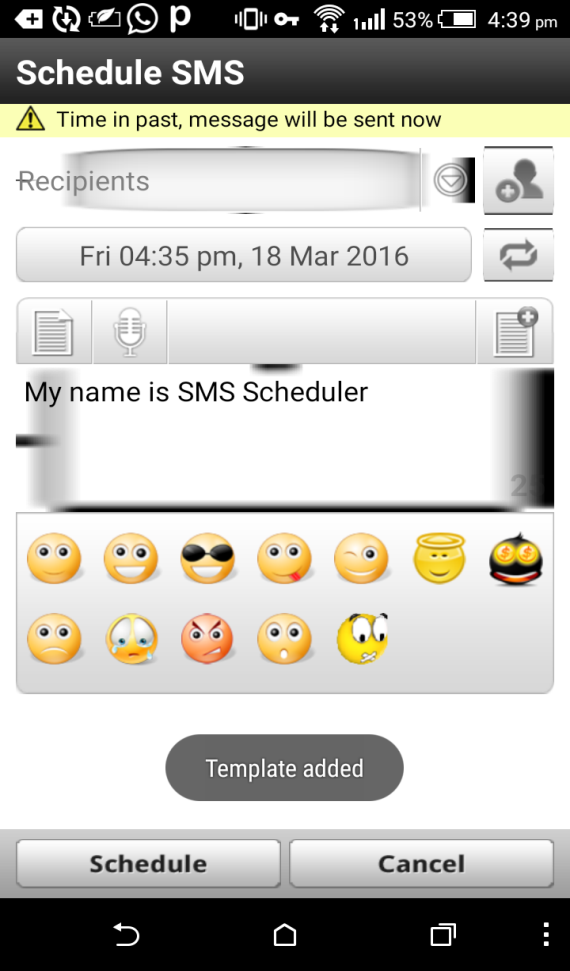 53% 4:39 pm
Schedule SMS
Time in past, message will be sent now
Recipients
Fri 04:35 pm, 18 Mar 2016
My name is SMS Scheduler
Template added
Schedule Cancel